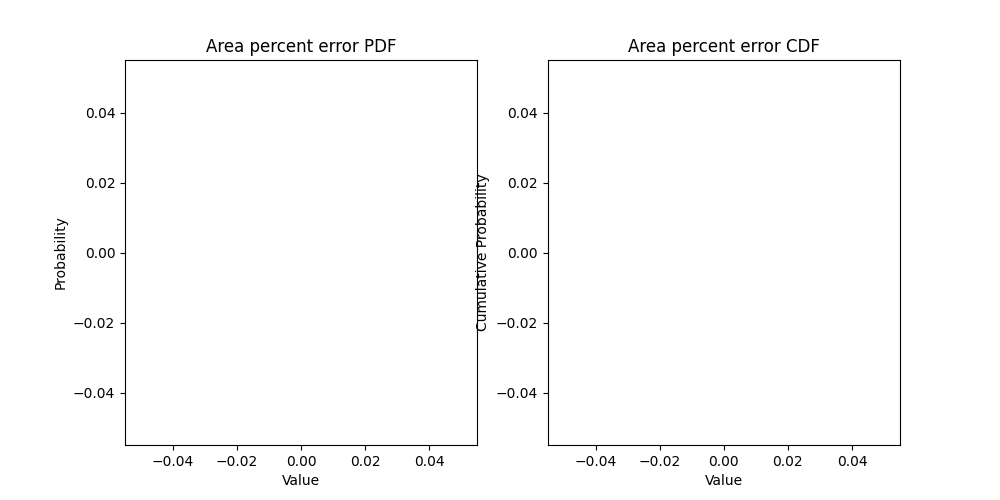 Area percent error PDF
Probability
0.04
0.02
0.00
−0.02
−0.04
−0.04 −0.02 0.00 0.02 0.04
Value
Area percent error CDF
Cumulative Probability
0.04
0.02
0.00
−0.02
−0.04
−0.04 −0.02 0.00 0.02 0.04
Value